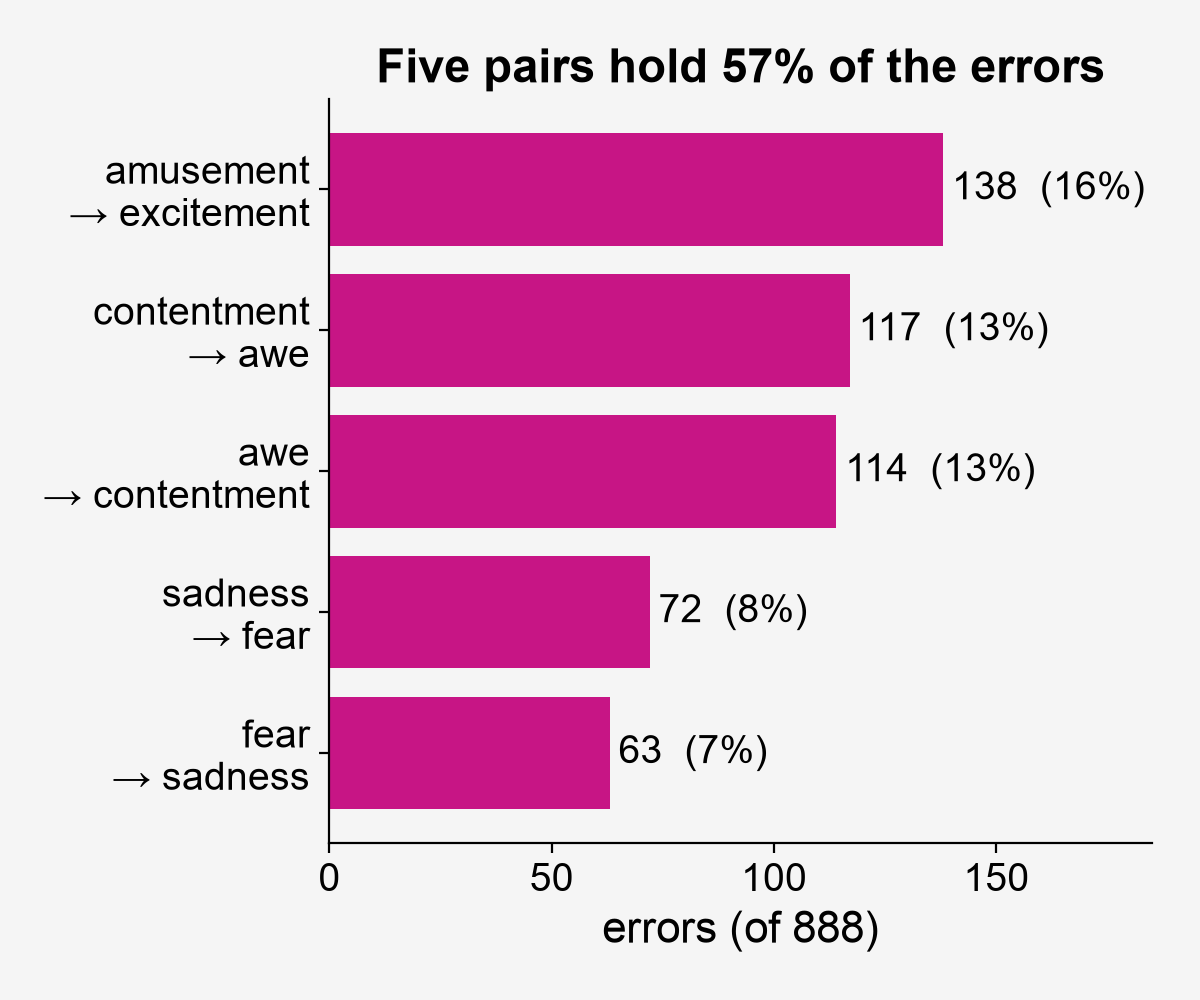 Five pairs hold 57% of the errors
amusement
→ excitement
138 (16%)
contentment
→ awe
117 (13%)
awe
→ contentment
114 (13%)
sadness
→ fear
72 (8%)
fear
→ sadness
63 (7%)
0 50 100 150
errors (of 888)